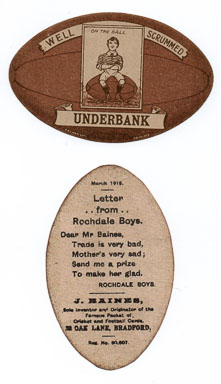 WELL SCRUMMED
ON THE BALL
UNDERBANK
March 1915.
Letter
..from..
Rochdale Boys.
Dear Mr Baines,
Trade is very bad,
Mother's very sad;
Send me a prize
To make her glad.
ROCHDALE BOYS.
J. BAINES,
Sole Inventor and Originator of the
Famous Packet of
Cricket and Football Cards,
OAK LANE, BRADFORD.
Reg. No.